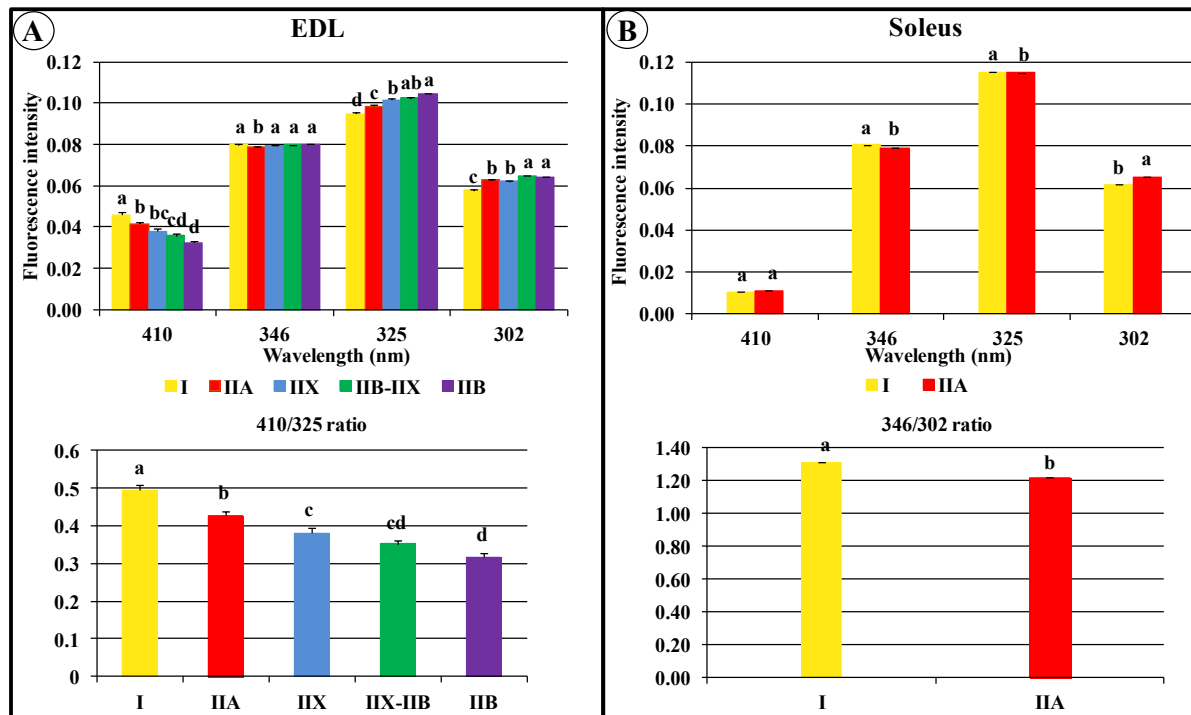 A
EDL
Fluorescence intensity
0.12
0.10
0.08
0.06
0.04
0.02
0.00
a b bc cd d
a b a a a
d c b ab a
c b b a a
410 346 325 302
Wavelength (nm)
I IIA IIX IIB-IIX IIB
410/325 ratio
0.6
0.5
0.4
0.3
0.2
0.1
0
a b c cd d
I IIA IIX IIX-IIB IIB
B
Soleus
Fluorescence intensity
0.12
0.10
0.08
0.06
0.04
0.02
0.00
a a
a b
a b
b a
410 346 325 302
Wavelength (nm)
I IIA
346/302 ratio
1.40
1.20
1.00
0.80
0.60
0.40
0.20
0.00
a b
I IIA